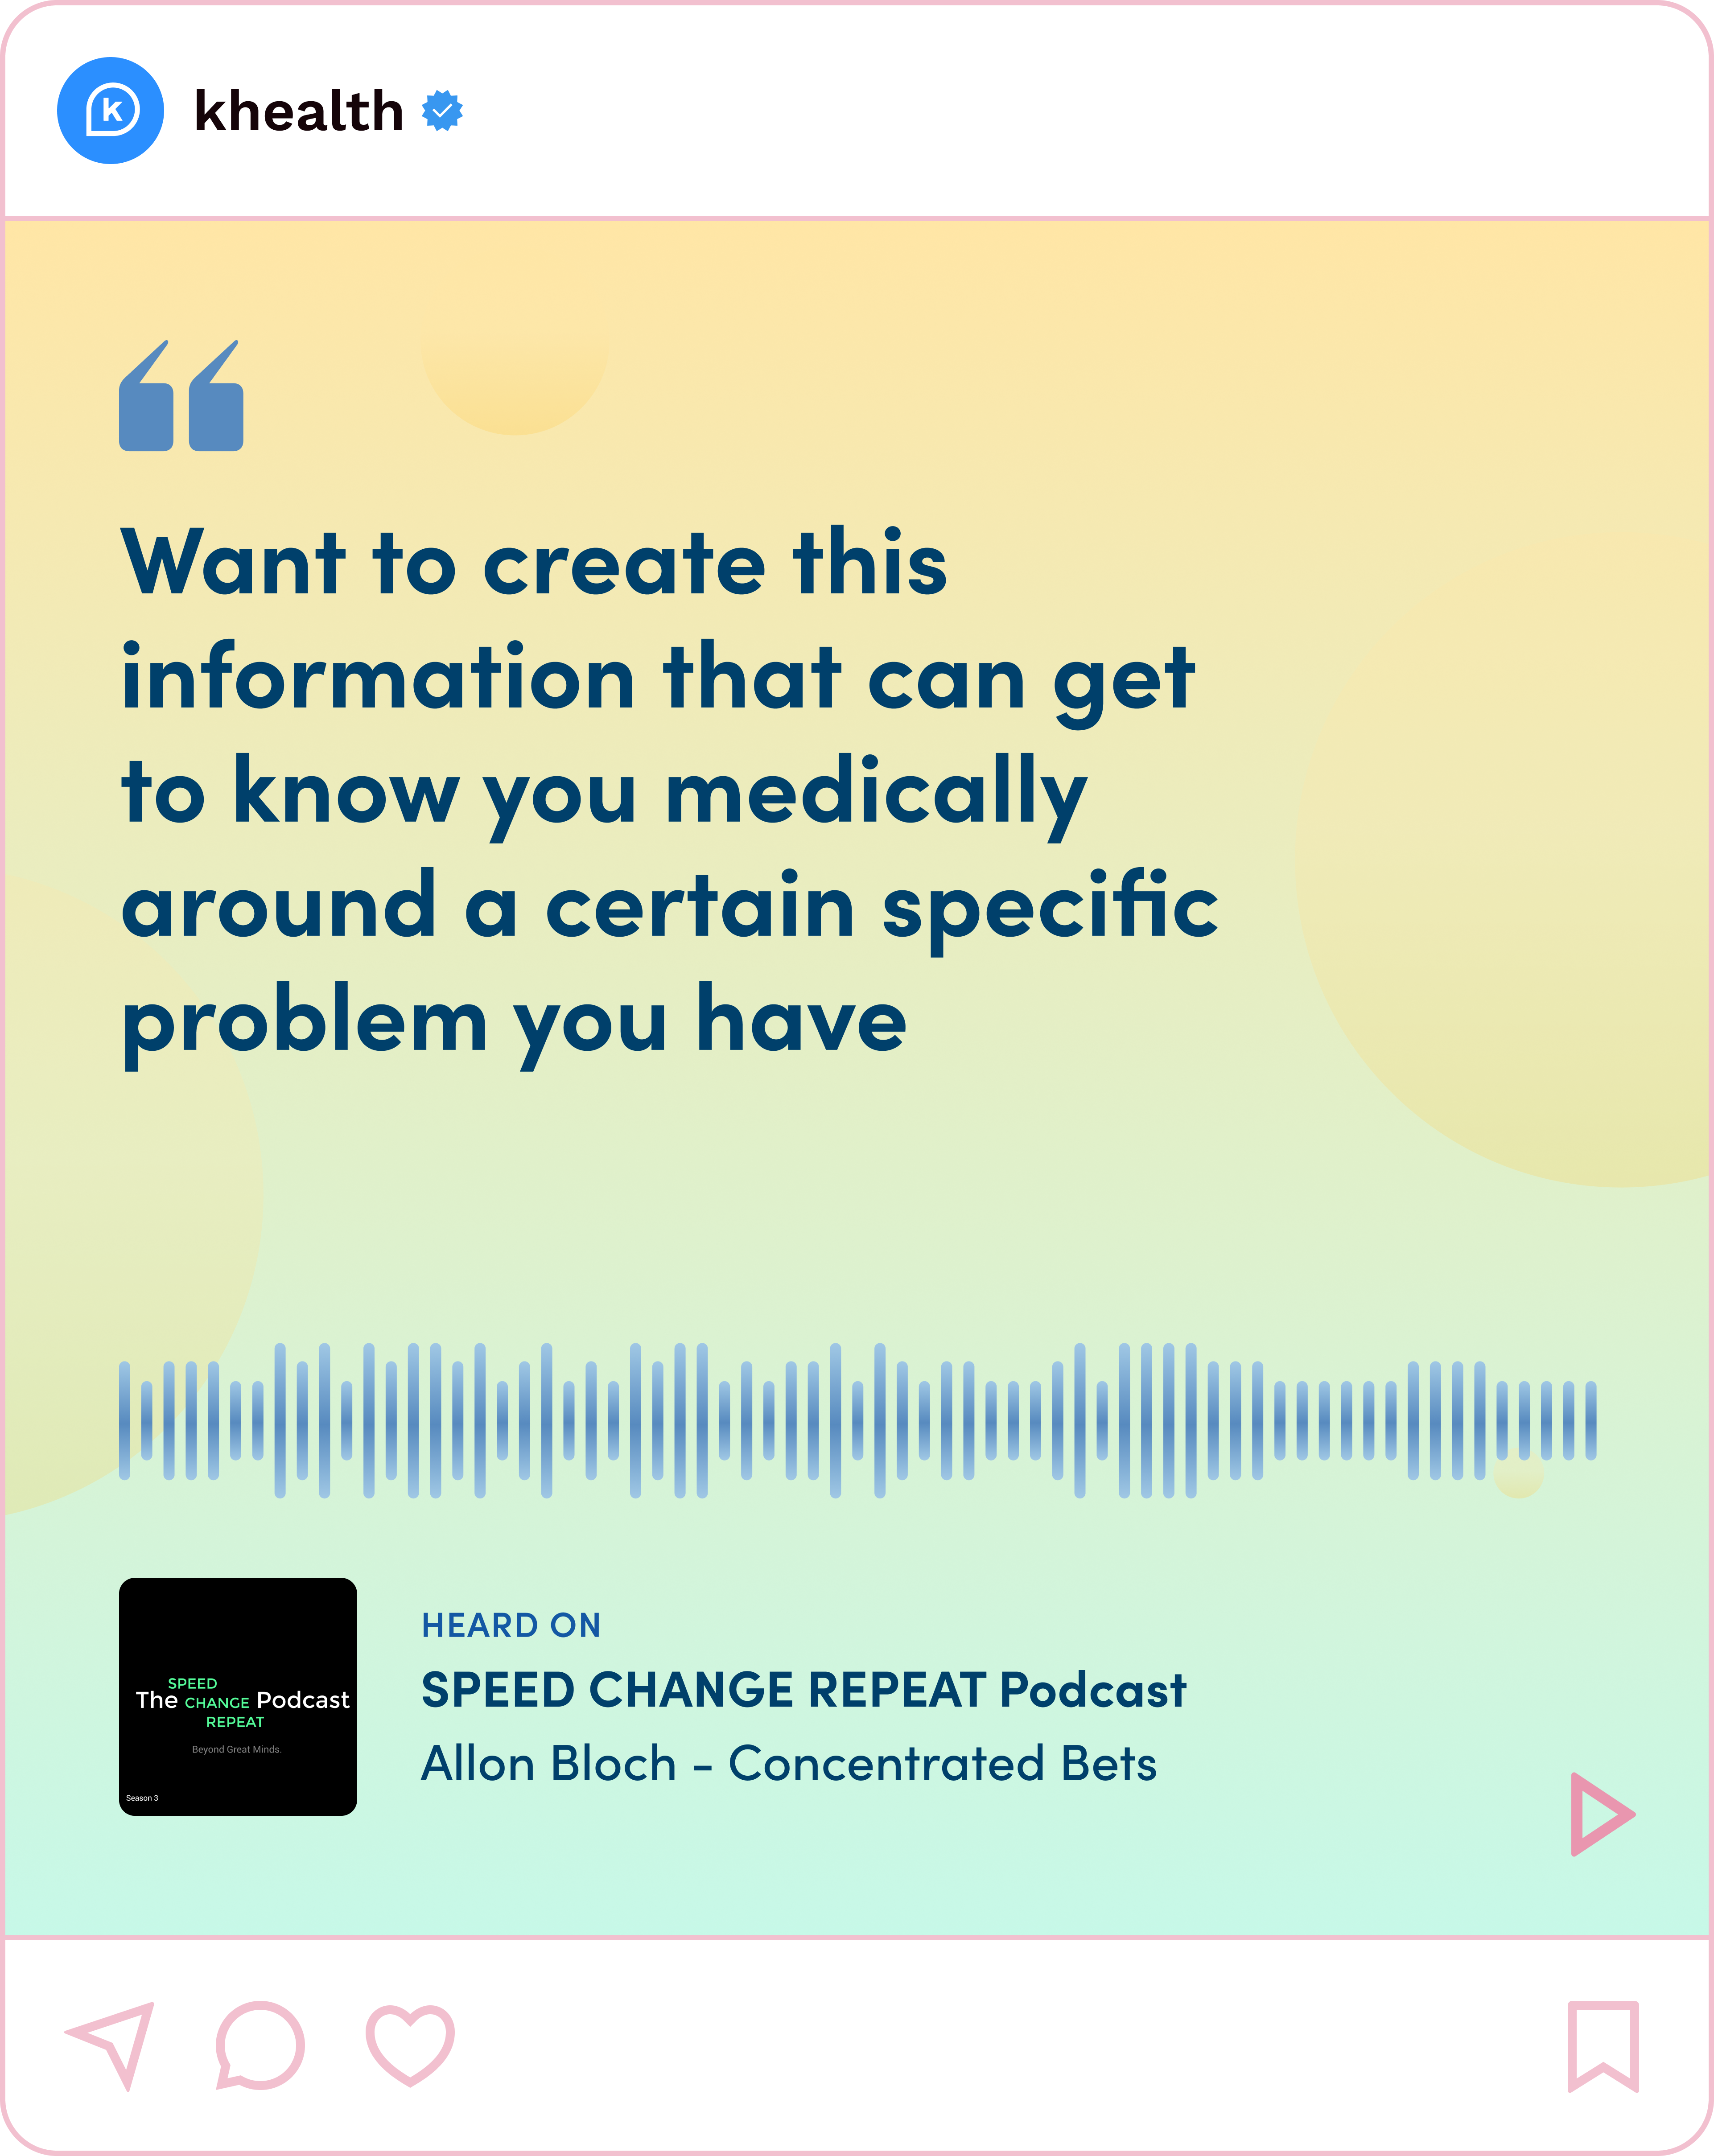 k
khealth
Want to create this
information that can get
to know you medically
around a certain specific
problem you have
SPEED
The CHANGE Podcast
REPEAT
Beyond Great Minds.
Season 3
HEARD ON
SPEED CHANGE REPEAT Podcast
Allon Bloch - Concentrated Bets